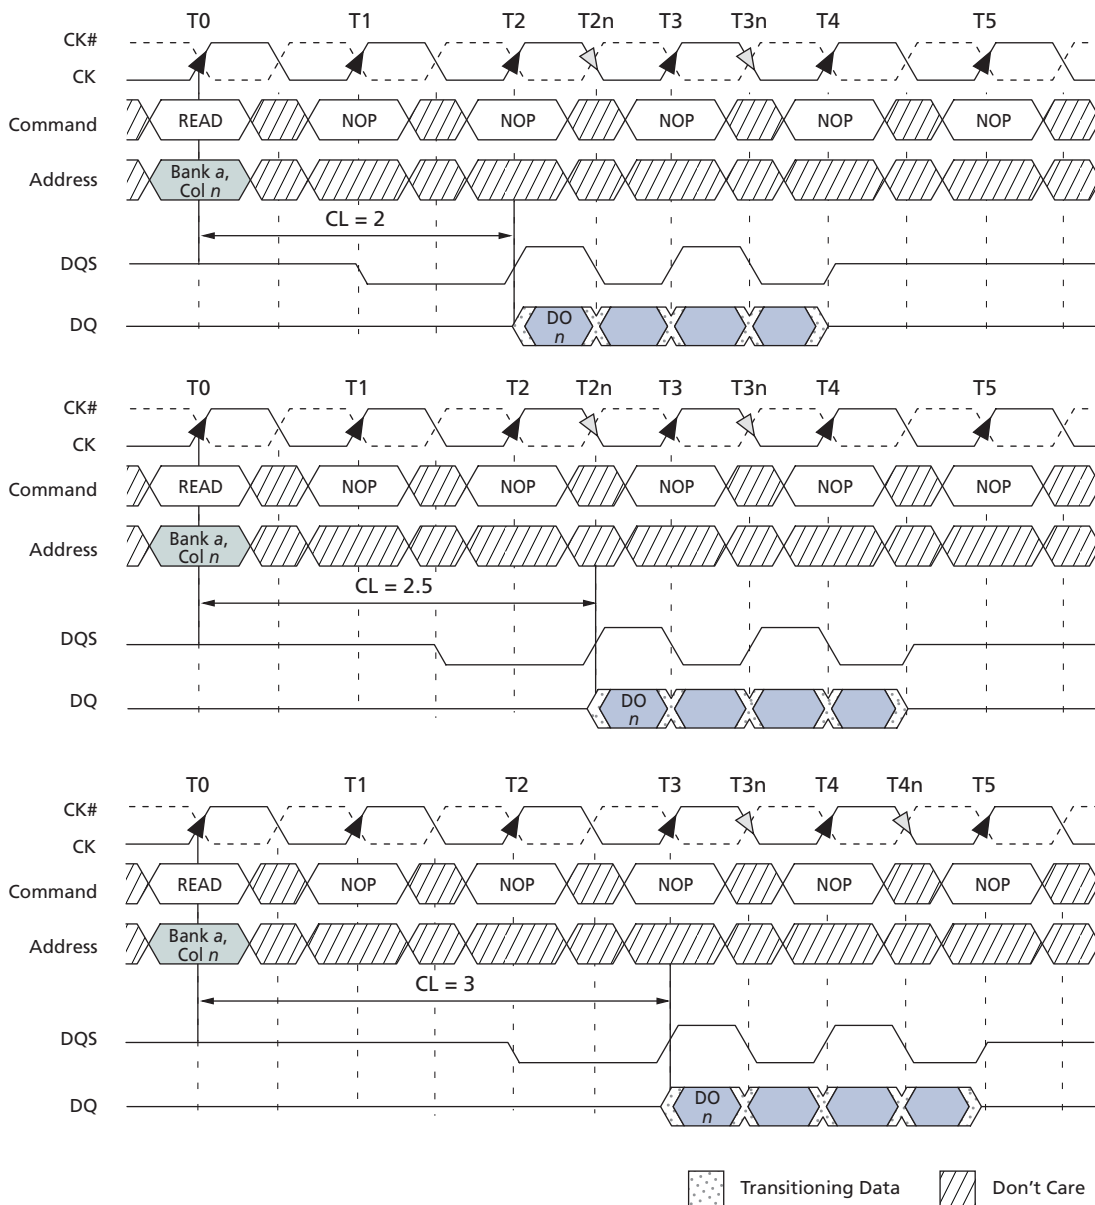 T0 T1 T2 T2n T3 T3n T4 T5
CK#
CK
Command READ NOP NOP NOP NOP NOP
Address Bank a,
Col n
CL = 2
DQS
DQ DO
n
T0 T1 T2 T2n T3 T3n T4 T5
CK#
CK
Command READ NOP NOP NOP NOP NOP
Address Bank a,
Col n
CL = 2.5
DQS
DQ DO
n
T0 T1 T2 T3 T3n T4 T4n T5
CK#
CK
Command READ NOP NOP NOP NOP NOP
Address Bank a,
Col n
CL = 3
DQS
DQ DO
n
Transitioning Data Don't Care